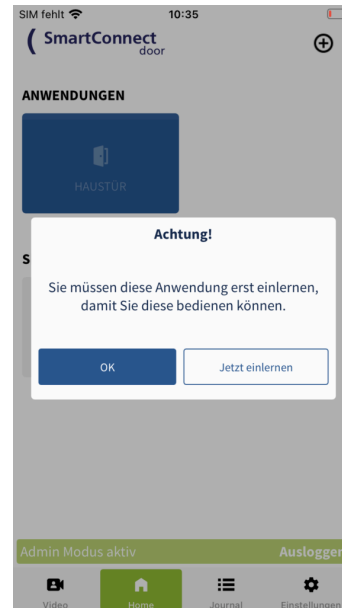 SIM fehlt 10:35
SmartConnect
door
ANWENDUNGEN
HAUSTÜR
Achtung!
S
Sie müssen diese Anwendung erst einlernen,
damit Sie diese bedienen können.
OK Jetzt einlernen
Admin Modus aktiv Auslogger
Video Home Journal Einstellungen